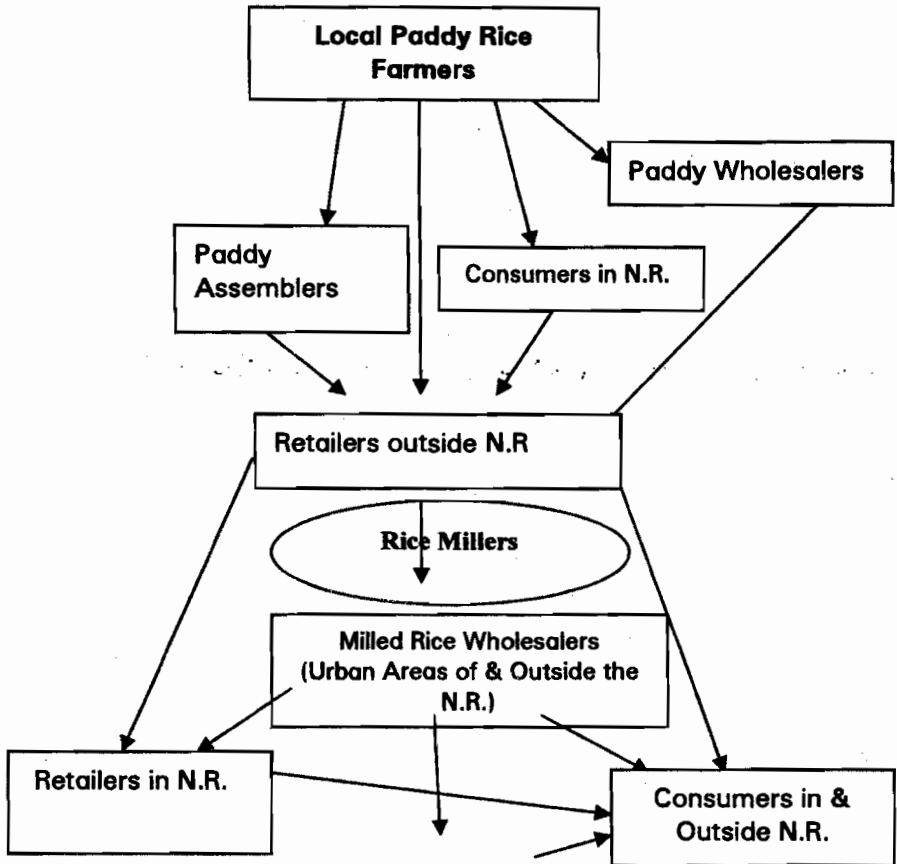 Local Paddy Rice
Farmers
Paddy Wholesalers
Paddy
Assemblers
Consumers in N.R.
Retailers outside N.R
Rice Millers
Milled Rice Wholesalers
(Urban Areas of & Outside the
N.R.)
Retailers in N.R.
Consumers in &
Outside N.R.